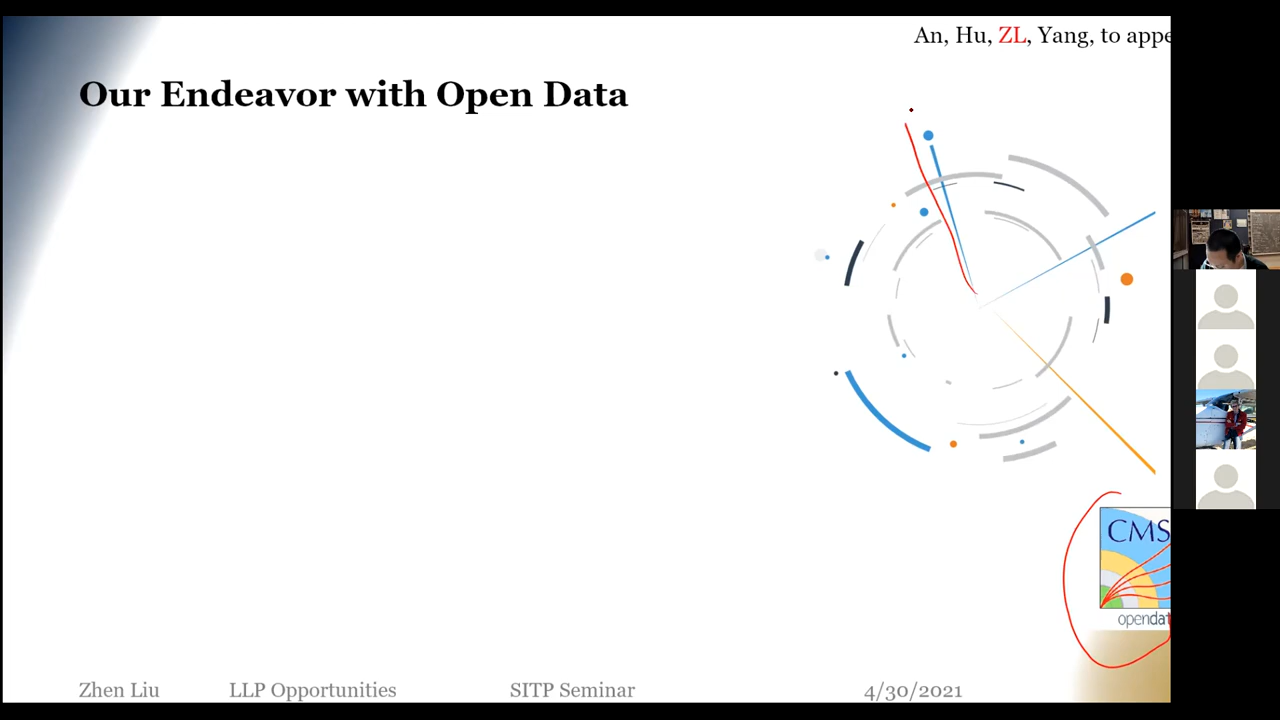 An, Hu, ZL, Yang, to appe
Our Endeavor with Open Data
CMS
opendat
Zhen Liu LLP Opportunities SITP Seminar 4/30/2021